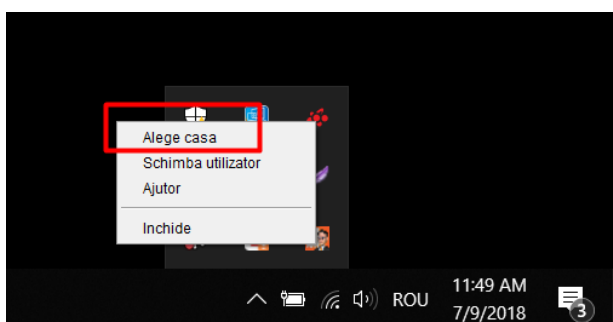 Alege casa
Schimba utilizator
Ajutor
Inchide
ROU
11:49 AM
7/9/2018
3